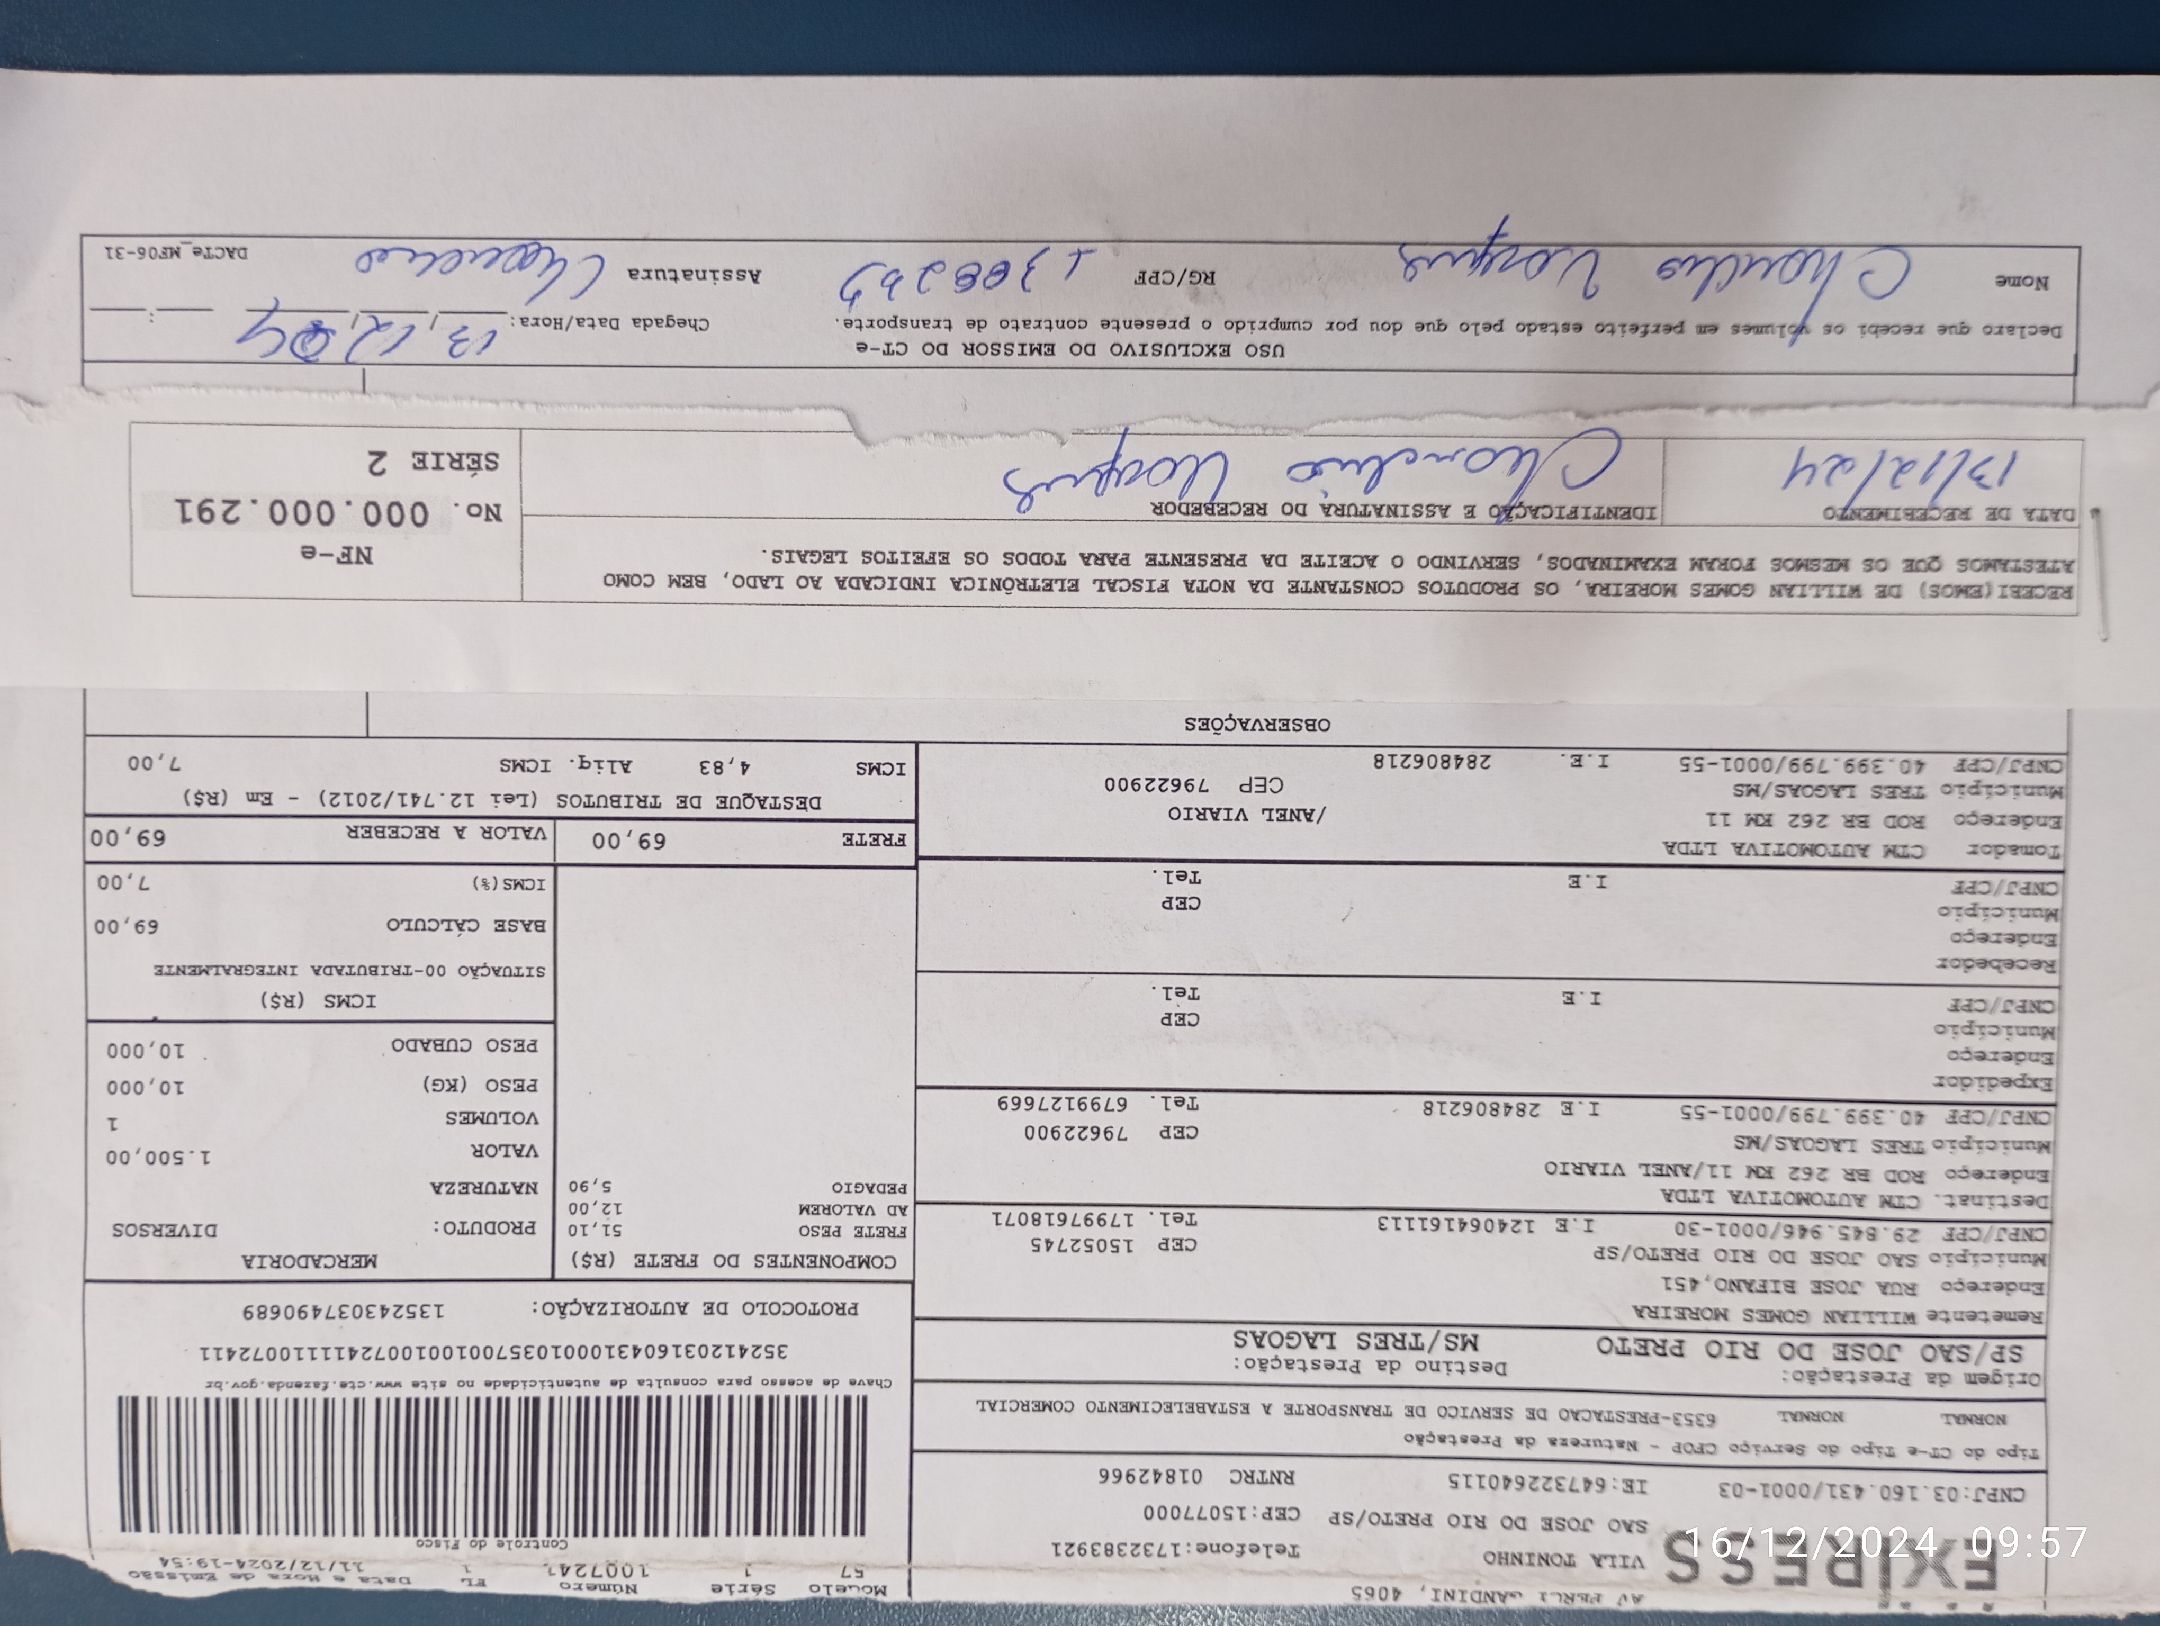 EXPRESS
AV PERLI GANDINI, 4065
VILA TONINHO Telefone:1732383921
SAO JOSE DO RIO PRETO/SP CEP:15077000
CNPJ:03.160.431/0001-03 IE:647322640115 RNTRC 01842966
Modelo Série Número FL Data e Hora de Emissão
57 1 1007241 1 11/12/2024-19:54
Controle do Fisco
Chave de acesso para consulta de autenticidade no site www.cte.fazenda.gov.br
35241203160431000103570010010072411110072411
PROTOCOLO DE AUTORIZAÇÃO: 135243037490689
Tipo do CT-e Tipo do Serviço CFOP - Natureza da Prestação
NORMAL NORMAL 6353-PRESTACAO DE SERVICO DE TRANSPORTE A ESTABELECIMENTO COMERCIAL
Origem da Prestação: Destino da Prestação:
SP/SAO JOSE DO RIO PRETO MS/TRES LAGOAS
Remetente WILLIAN GOMES MOREIRA
Endereço RUA JOSE BIFANO,451
Município SAO JOSE DO RIO PRETO/SP CEP 15052745
CNPJ/CPF 29.845.946/0001-30 I.E 124064161113 Tel. 17997618071
Destinat. CTM AUTOMOTIVA LTDA
Endereço ROD BR 262 KM 11/ANEL VIARIO
Município TRES LAGOAS/MS CEP 79622900
CNPJ/CPF 40.399.799/0001-55 I.E 284806218 Tel. 6799127669
Expedidor
Endereço
Município CEP
CNPJ/CPF I.E Tel.
Recebedor
Endereço
Município CEP
CNPJ/CPF I.E Tel.
Tomador CTM AUTOMOTIVA LTDA
Endereço ROD BR 262 KM 11 /ANEL VIARIO
Município TRES LAGOAS/MS CEP 79622900
CNPJ/CPF 40.399.799/0001-55 I.E. 284806218
COMPONENTES DO FRETE (R$)
FRETE PESO 51,10
AD VALOREM 12,00
PEDAGIO 5,90
MERCADORIA
PRODUTO: DIVERSOS
NATUREZA
VALOR 1.500,00
VOLUMES 1
PESO (KG) 10,000
PESO CUBADO 10,000
ICMS (R$)
SITUAÇÃO 00-TRIBUTADA INTEGRALMENTE
BASE CÁLCULO 69,00
ICMS(%) 7,00
FRETE 69,00 VALOR A RECEBER 69,00
DESTAQUE DE TRIBUTOS (Lei 12.741/2012) - Em (R$)
ICMS 4,83 Aliq. ICMS 7,00
OBSERVAÇÕES
RECEBI(EMOS) DE WILLIAN GOMES MOREIRA, OS PRODUTOS CONSTANTE DA NOTA FISCAL ELETRÔNICA INDICADA AO LADO, BEM COMO
ATESTAMOS QUE OS MESMOS FORAM EXAMINADOS, SERVINDO O ACEITE DA PRESENTE PARA TODOS OS EFEITOS LEGAIS.
DATA DE RECEBIMENTO IDENTIFICAÇÃO E ASSINATURA DO RECEBEDOR
13/12/24
NF-e
No. 000.000.291
SÉRIE 2
USO EXCLUSIVO DO EMISSOR DO CT-e
Declaro que recebi os volumes em perfeito estado pelo que dou por cumprido o presente contrato de transporte.
Chegada Data/Hora: 13,12,
Nome RG/CPF Assinatura
DACTe_MF06-31
16/12/2024 09:57